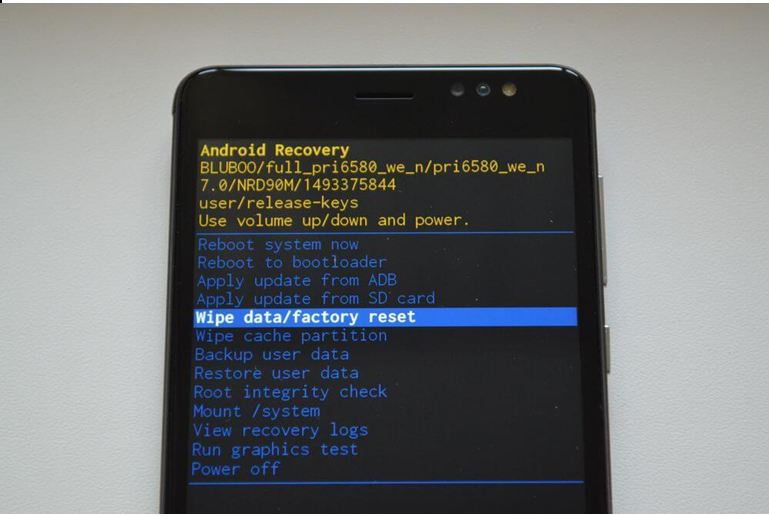 Android Recovery
BLUBOO/full_pri6580_we_n/pri6580_we_n
7.0/NRD90M/1493375844
user/release-keys
Use volume up/down and power.
Reboot system now
Reboot to bootloader
Apply update from ADB
Apply update from SD card
Wipe data/factory reset
Wipe cache partition
Backup user data
Restore user data
Root integrity check
Mount /system
View recovery logs
Run graphics test
Power off